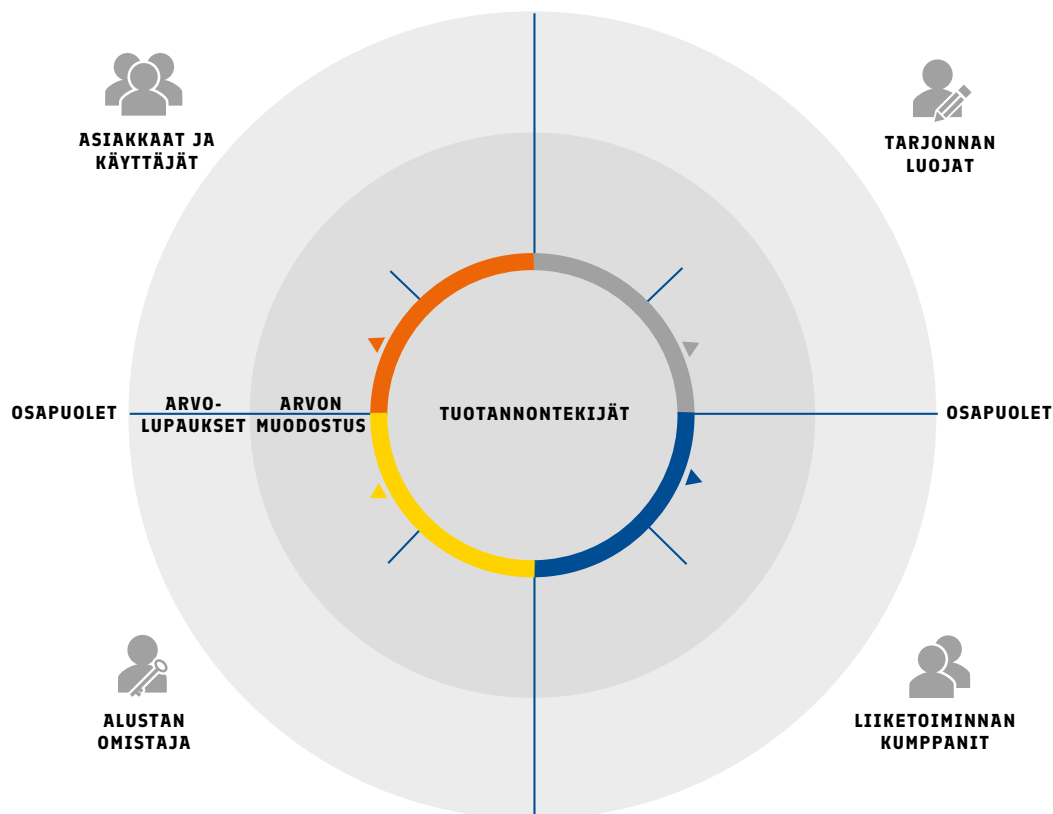 ASIAKKAAT JA
KÄYTTÄJÄT
TARJONNAN
LUOJAT
OSAPUOLET
ARVO-
LUPAUKSET
ARVON
MUODOSTUS
TUOTANNONTEKIJÄT
OSAPUOLET
ALUSTAN
OMISTAJA
LIIKETOIMINNAN
KUMPPANIT